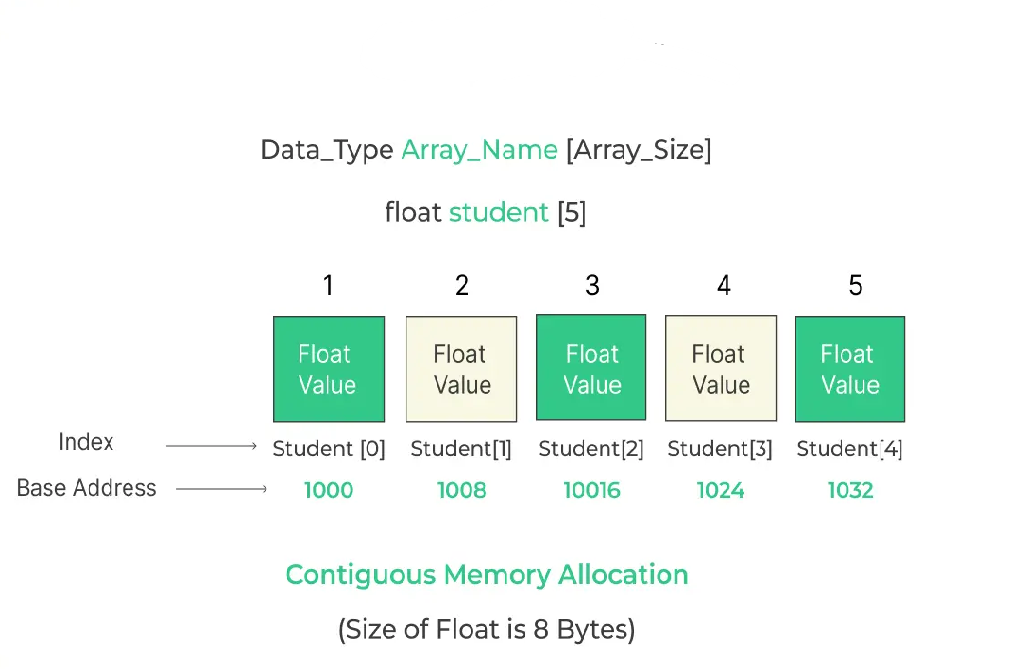 Data_Type Array_Name [Array_Size]
float student [5]
1 2 3 4 5
Float Value Float Value Float Value Float Value Float Value
Index Student [0] Student[1] Student[2] Student[3] Student[4]
Base Address 1000 1008 10016 1024 1032
Contiguous Memory Allocation
(Size of Float is 8 Bytes)